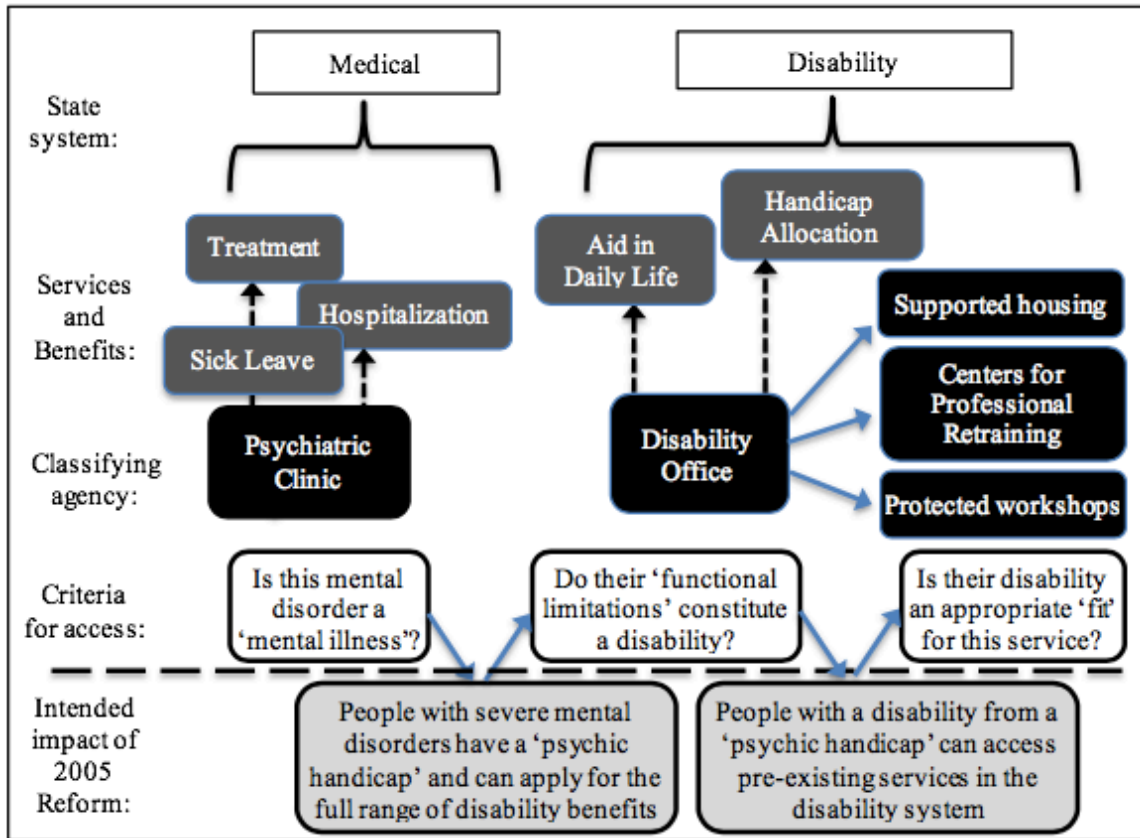 Medical
Disability
State
system:
Treatment
Hospitalization
Sick Leave
Aid in
Daily Life
Handicap
Allocation
Services
and
Benefits:
Supported housing
Centers for
Professional
Retraining
Protected workshops
Classifying
agency:
Psychiatric
Clinic
Disability
Office
Criteria
for access:
Is this mental
disorder a
‘mental illness’?
Do their ‘functional
limitations’ constitute
a disability?
Is their disability
an appropriate ‘fit’
for this service?
Intended
impact of
2005
Reform:
People with severe mental
disorders have a ‘psychic
handicap’ and can apply for the
full range of disability benefits
People with a disability from a
‘psychic handicap’ can access
pre-existing services in the
disability system